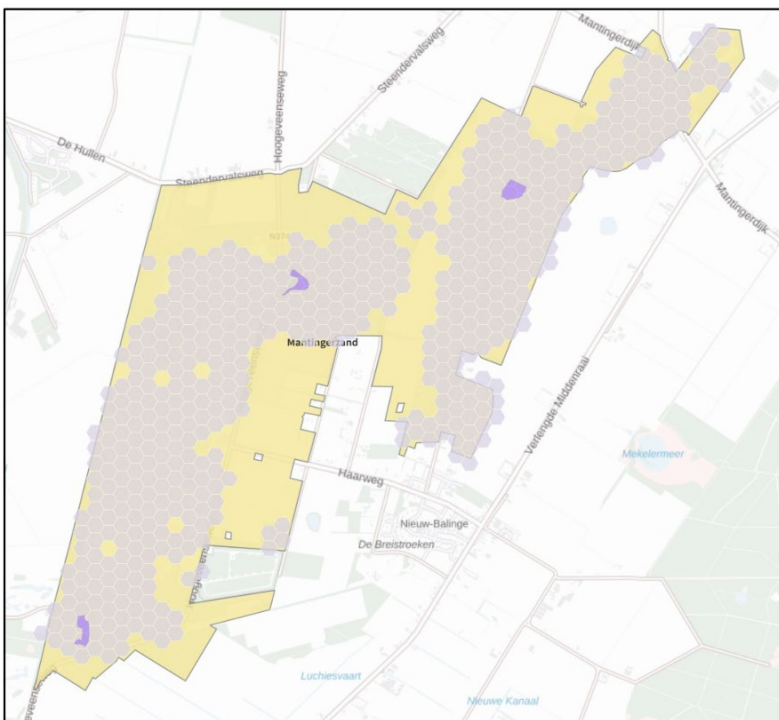 Mantingerdijk
Steendervalsweg
Hoogeveenseweg
De Hullen
Steendervalsweg
Mantingerdijk
N374
Mantingerzand
Verlengde Middenraai
Mekelermeer
Haarweg
Nieuw-Balinge
De Breistroeken
Luchiesvaart
Nieuwe Kanaal